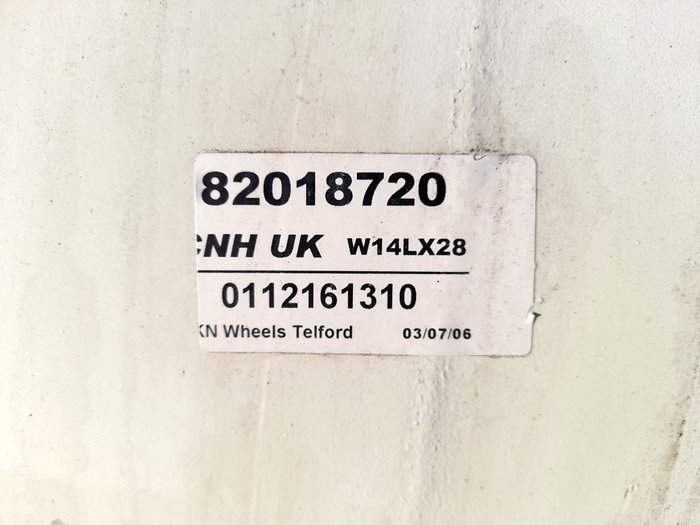 82018720
CNH UK W14LX28
0112161310
KN Wheels Telford 03/07/06